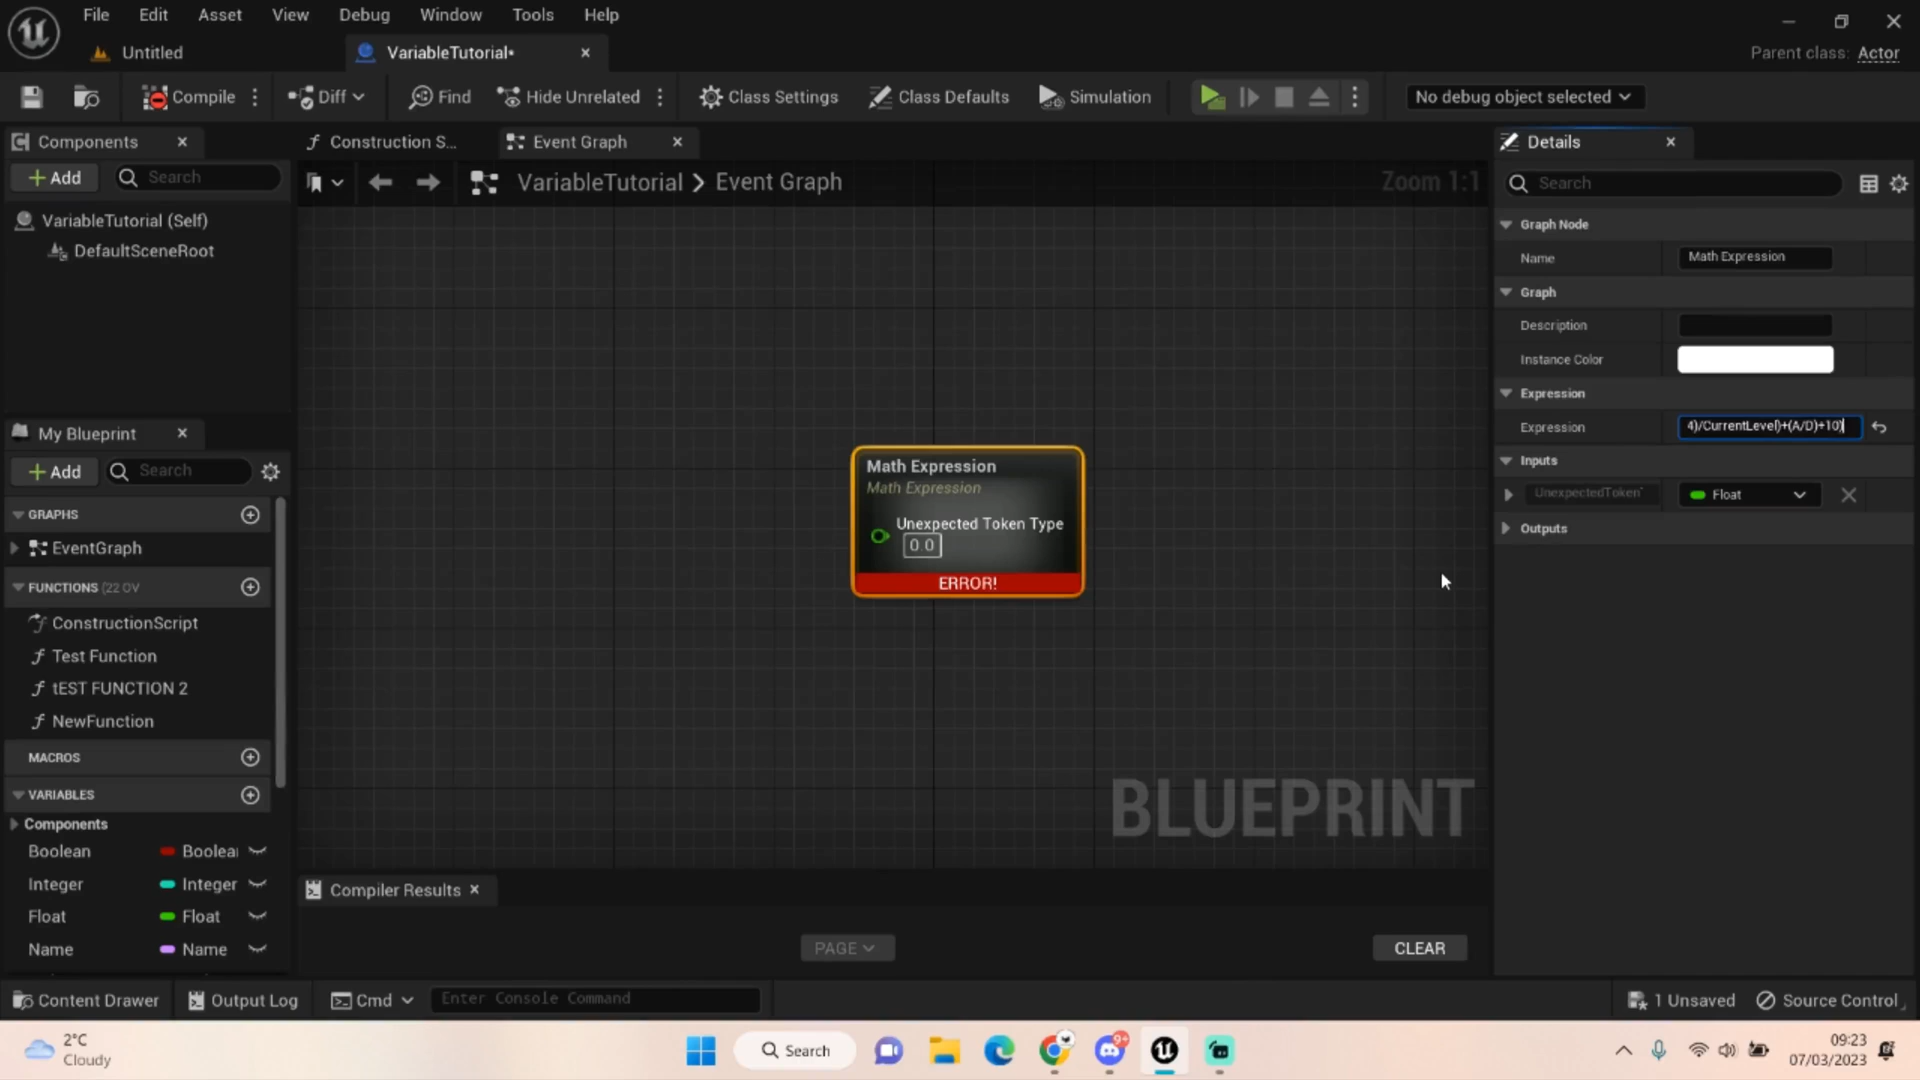 File Edit Asset View Debug Window Tools Help
Untitled VariableTutorial•
Parent class: Actor
Compile Diff Find Hide Unrelated Class Settings Class Defaults Simulation No debug object selected
Components
Construction S... Event Graph
Details
Add Search
VariableTutorial > Event Graph
Zoom 1:1
Search
VariableTutorial (Self)
DefaultSceneRoot
Graph Node
Name Math Expression
Graph
Description
Instance Color
Expression
Expression 4)/CurrentLevel)+(A/D)+10)
Inputs
UnexpectedToken Float
Outputs
Math Expression
Math Expression
Unexpected Token Type
0.0
ERROR!
BLUEPRINT
My Blueprint
Add Search
GRAPHS
EventGraph
FUNCTIONS (22 OV
ConstructionScript
Test Function
tEST FUNCTION 2
NewFunction
MACROS
VARIABLES
Components
Boolean Boolea
Integer Integer
Float Float
Name Name
Compiler Results
PAGE
CLEAR
Content Drawer Output Log Cmd Enter Console Command
1 Unsaved Source Control
2°C
Cloudy
Search
9+
09:23
07/03/2023